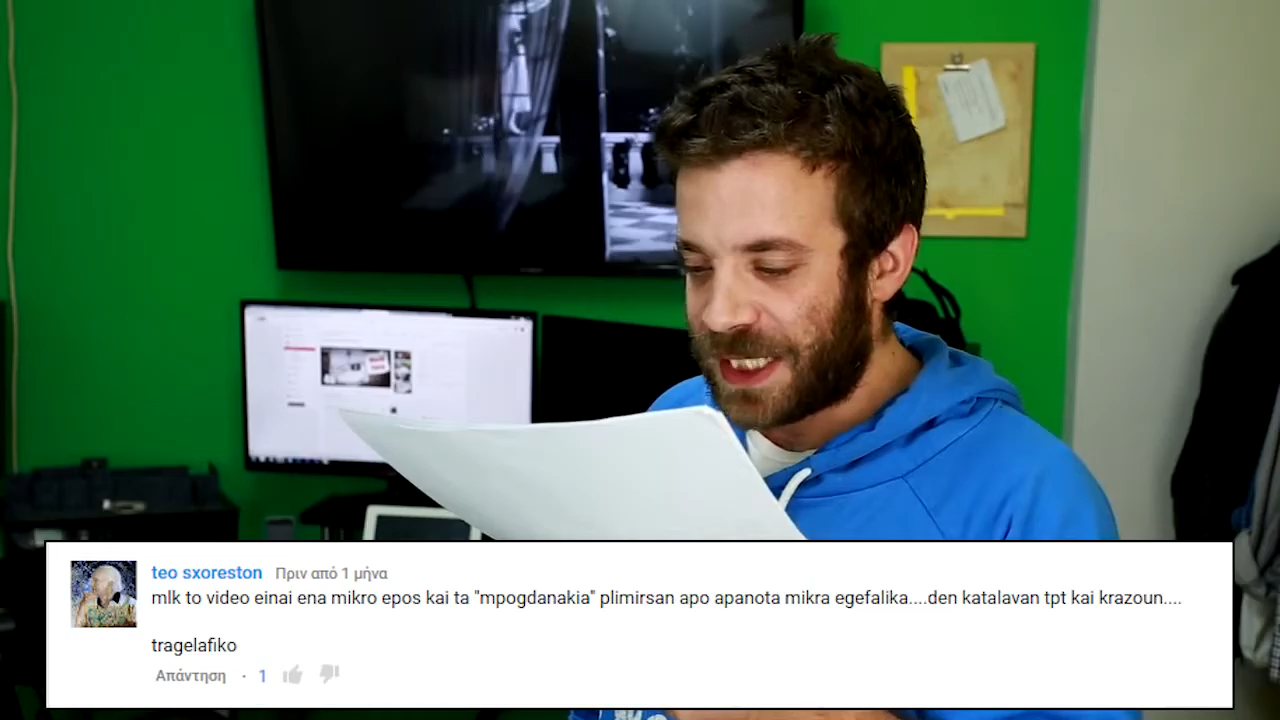 teo sxoreston Πριν από 1 μήνα
mlk to video einai ena mikro epos kai ta "mpogdanakia" plimirsan apo apanota mikra egefalika....den katalavan tpt kai krazoun....
tragelafiko
Απάντηση · 1